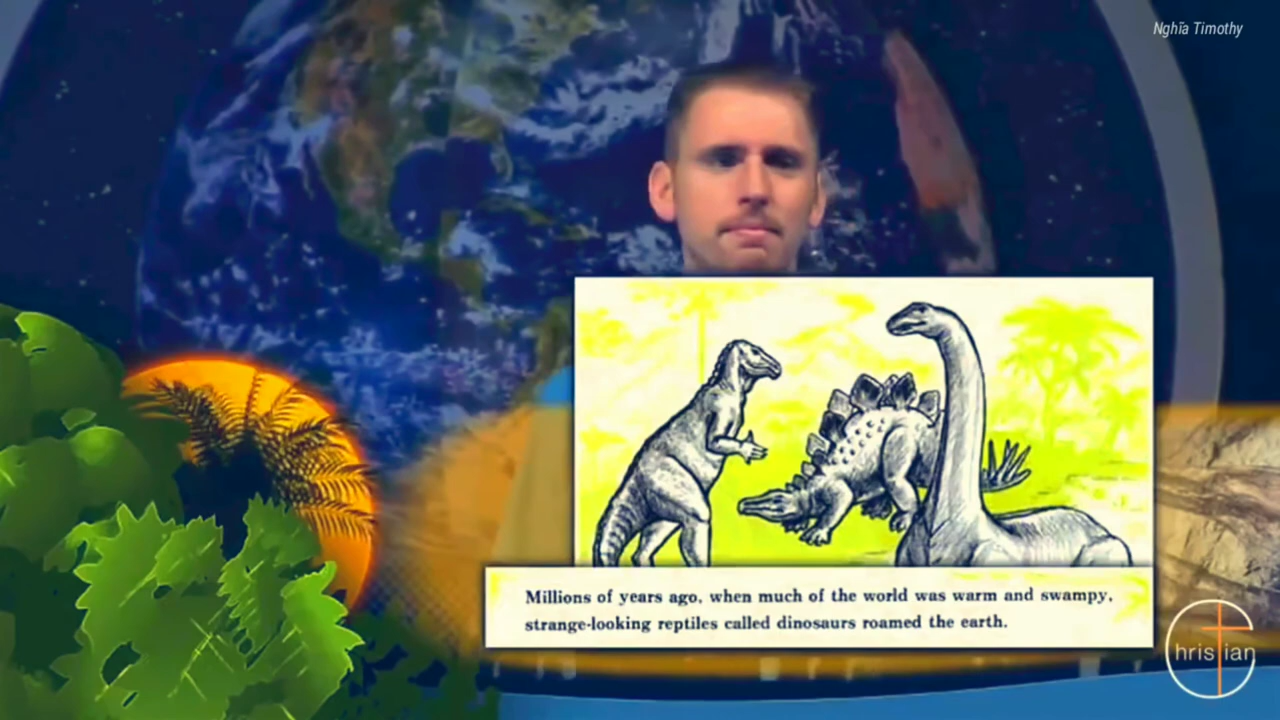 Nghĩa Timothy
Millions of years ago, when much of the world was warm and swampy,
strange-looking reptiles called dinosaurs roamed the earth.
hristian